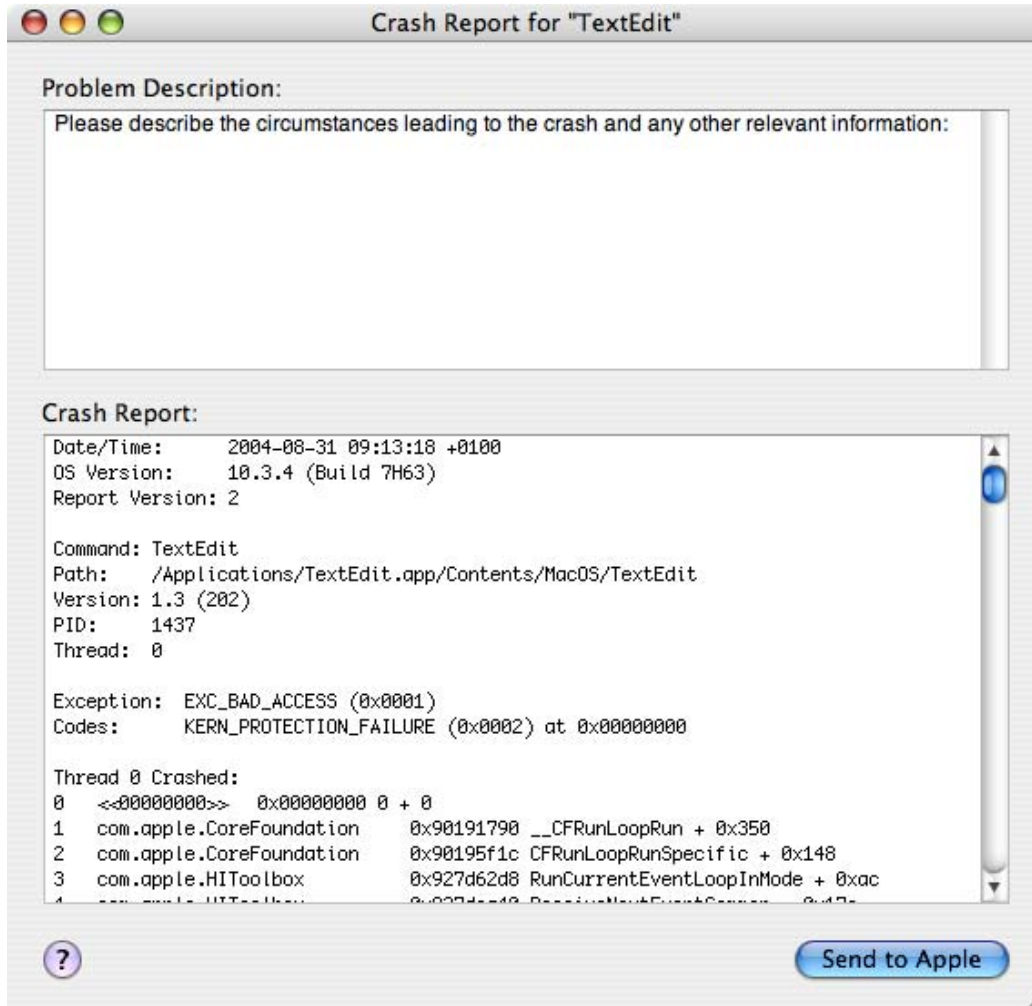 Crash Report for "TextEdit"
Problem Description:
Please describe the circumstances leading to the crash and any other relevant information:
Crash Report:
Date/Time:      2004-08-31 09:13:18 +0100
OS Version:     10.3.4 (Build 7H63)
Report Version: 2
Command: TextEdit
Path:    /Applications/TextEdit.app/Contents/MacOS/TextEdit
Version: 1.3 (202)
PID:     1437
Thread:  0
Exception:  EXC_BAD_ACCESS (0x0001)
Codes:      KERN_PROTECTION_FAILURE (0x0002) at 0x00000000
Thread 0 Crashed:
0   <<00000000>>   0x00000000 0 + 0
1   com.apple.CoreFoundation    0x90191790 __CFRunLoopRun + 0x350
2   com.apple.CoreFoundation    0x90195f1c CFRunLoopRunSpecific + 0x148
3   com.apple.HIToolbox         0x927d62d8 RunCurrentEventLoopInMode + 0xac
?
Send to Apple